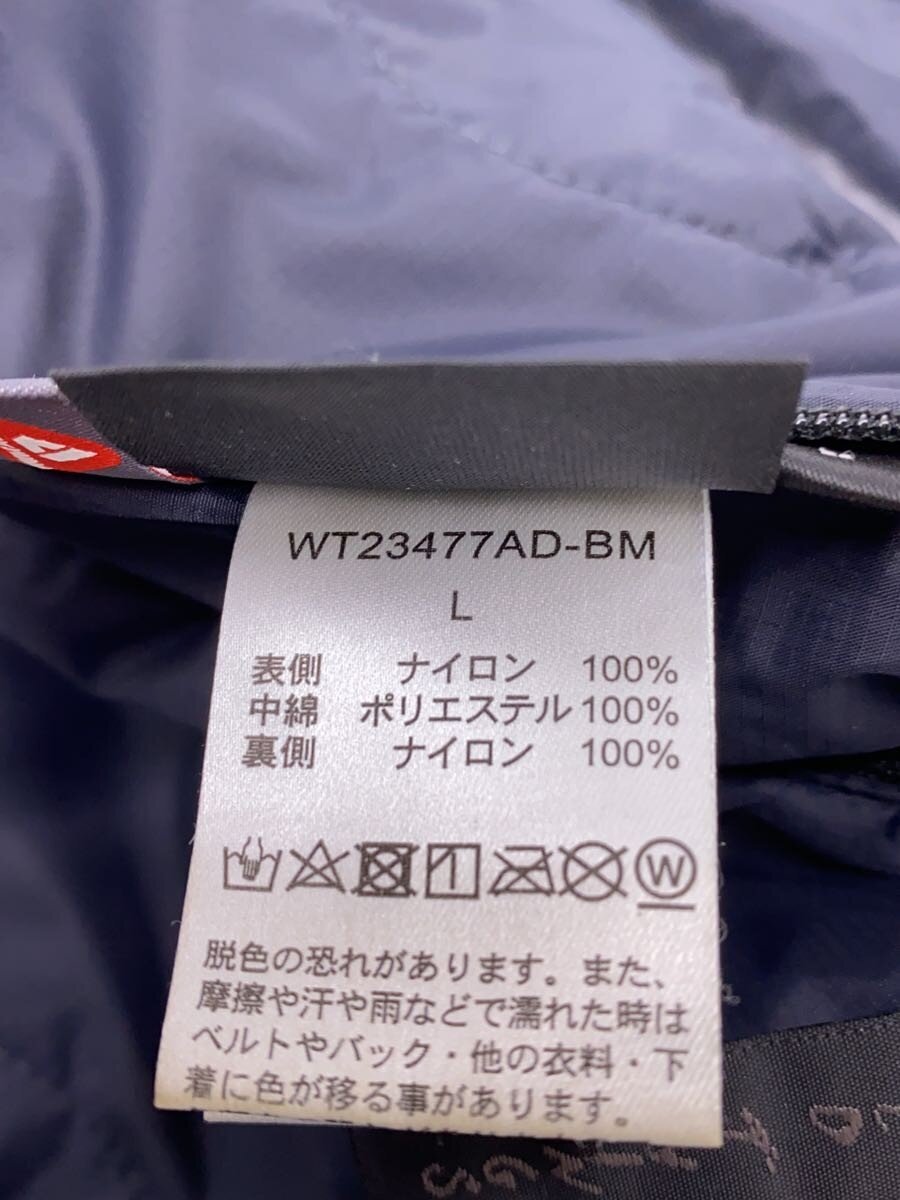 WT23477AD-BM
L
表側 ナイロン 100%
中綿 ポリエステル 100%
裏側 ナイロン 100%
W
脱色の恐れがあります。また、
摩擦や汗や雨などで濡れた時は
ベルトやバック・他の衣料・下
着に色が移る事があります。